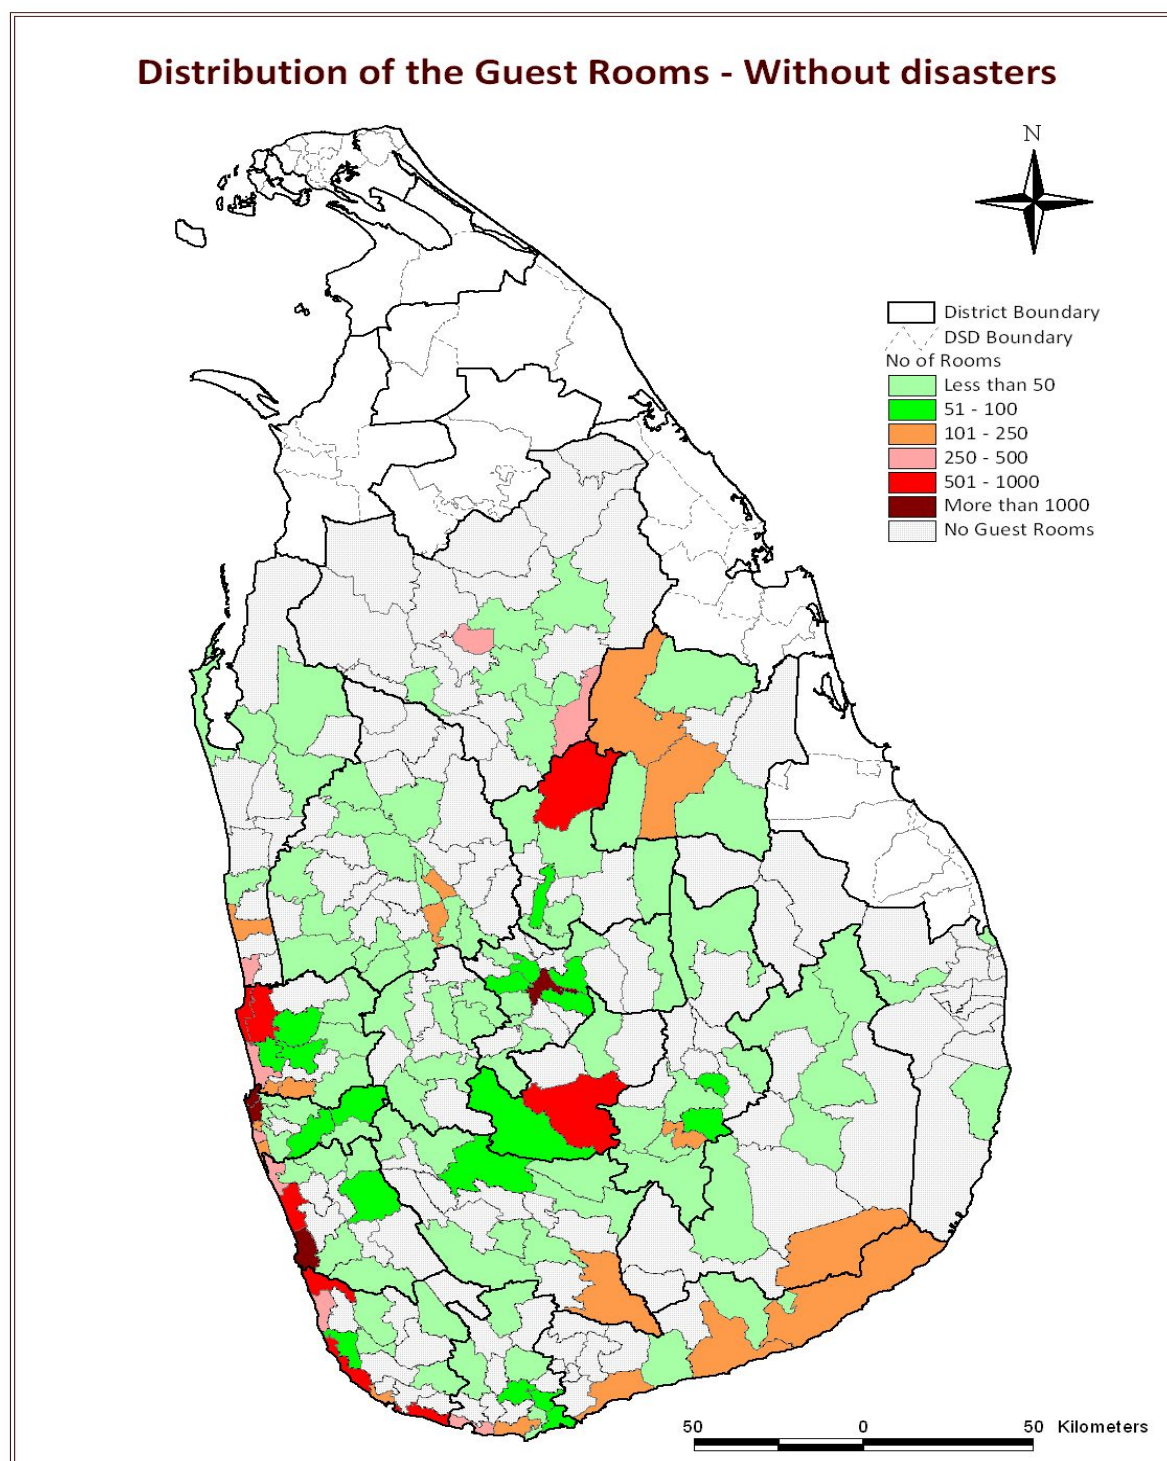 Distribution of the Guest Rooms - Without disasters
N
District Boundary
DSD Boundary
No of Rooms
Less than 50
51 - 100
101 - 250
250 - 500
501 - 1000
More than 1000
No Guest Rooms
50 0 50 Kilometers